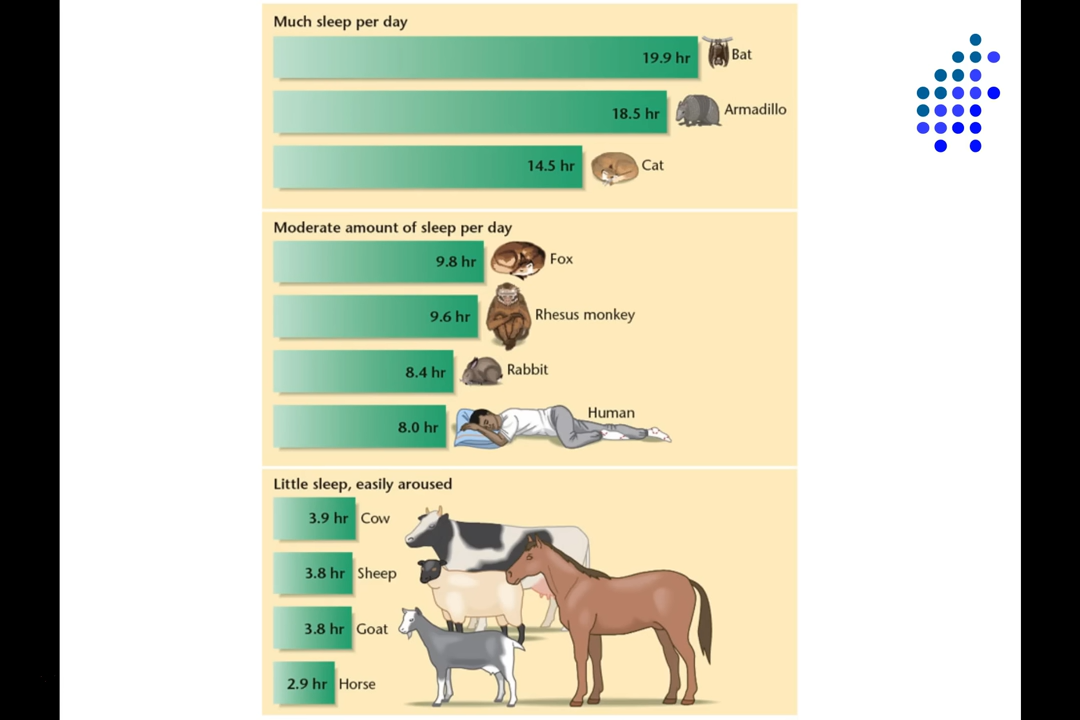 Much sleep per day
19.9 hr Bat
18.5 hr Armadillo
14.5 hr Cat
Moderate amount of sleep per day
9.8 hr Fox
9.6 hr Rhesus monkey
8.4 hr Rabbit
8.0 hr Human
Little sleep, easily aroused
3.9 hr Cow
3.8 hr Sheep
3.8 hr Goat
2.9 hr Horse